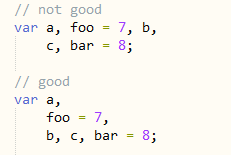 // not good
var a, foo = 7, b,
    c, bar = 8;

// good
var a,
    foo = 7,
    b, c, bar = 8;